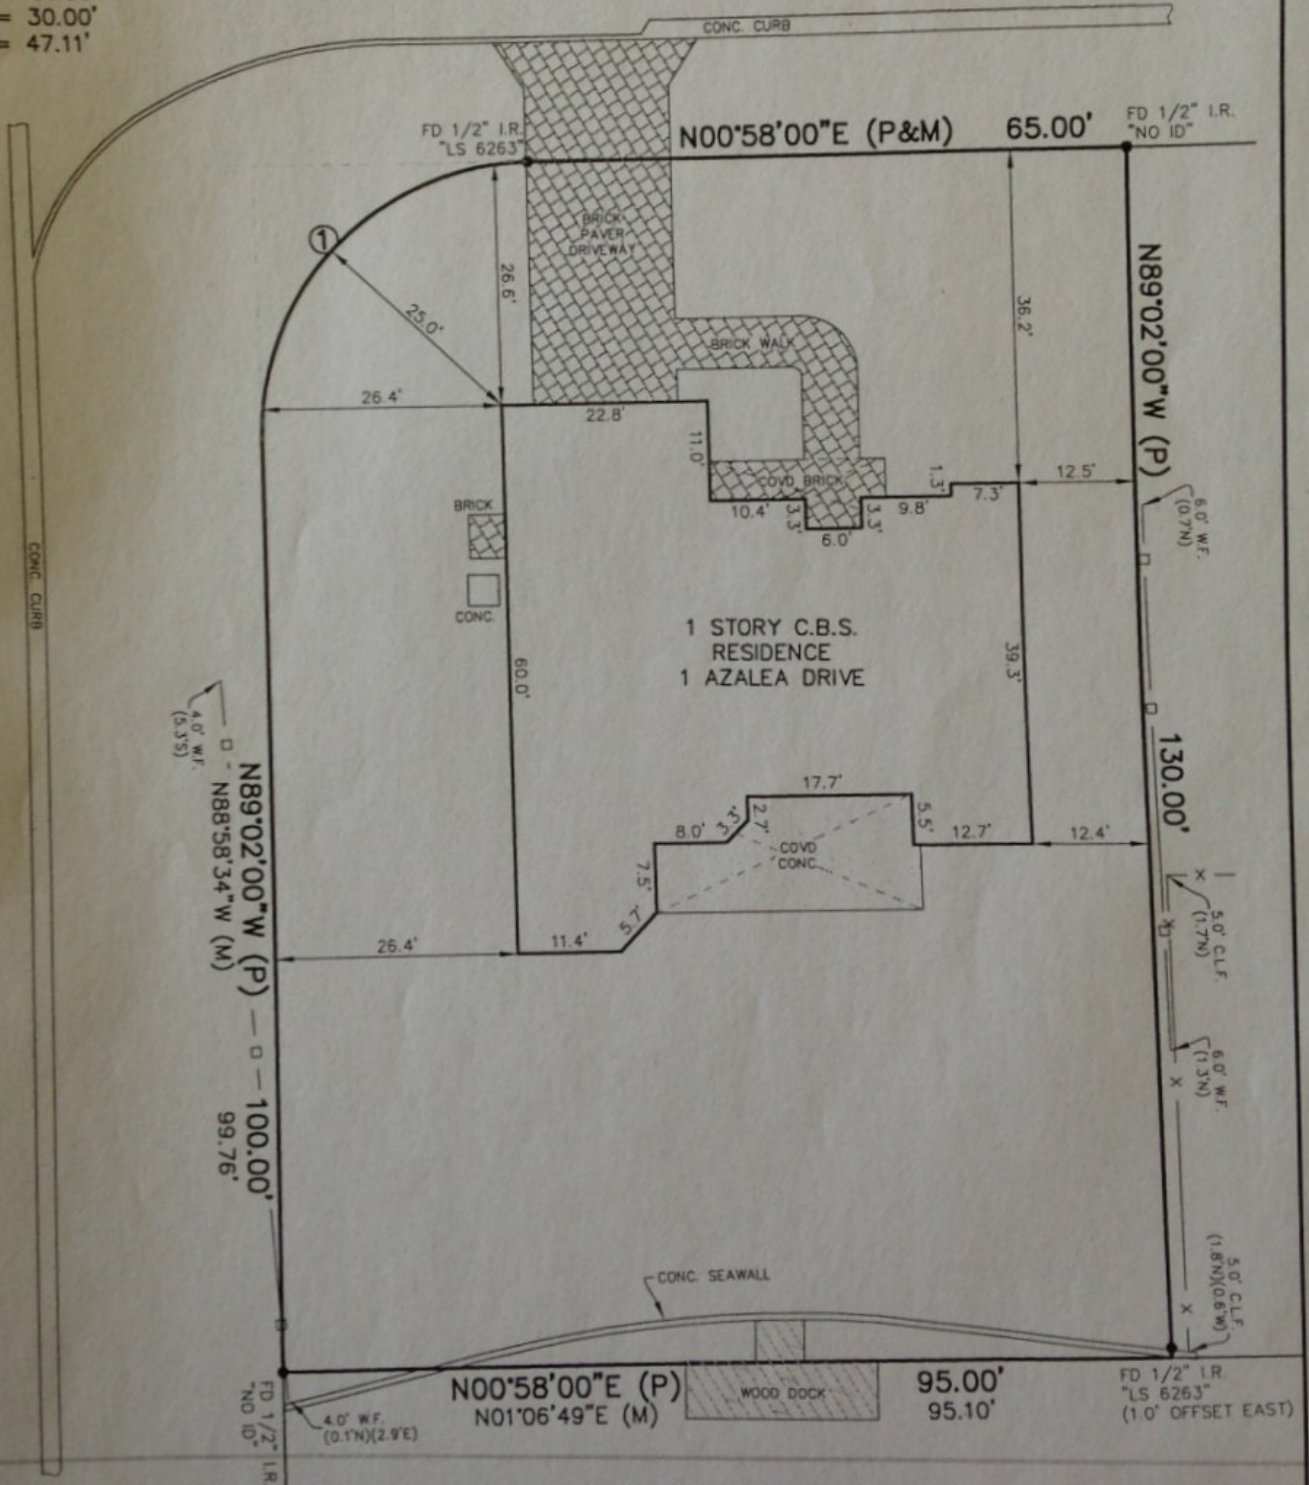 = 30.00'
= 47.11'
CONC. CURB
FD 1/2" I.R.
"LS 6263"
N00°58'00"E (P&M) 65.00'
FD 1/2" I.R.
"NO ID"
1
BRICK
PAVER
DRIVEWAY
26.6'
25.0'
36.2'
N89°02'00"W (P)
130.00'
BRICK WALK
26.4'
22.8'
11.0'
COVD BRICK
1.3'
7.3'
12.5'
10.4'
3.3'
6.0'
3.3'
9.8'
6.0' W.F.
(0.7'N)
BRICK
CONC.
CONC. CURB
1 STORY C.B.S.
RESIDENCE
1 AZALEA DRIVE
60.0'
39.3'
4.0' W.F.
(5.3'S)
N89°02'00"W (P) 100.00'
N88°58'34"W (M)
99.76'
17.7'
8.0'
3.3'
2.7'
5.5'
12.7'
12.4'
COVD
CONC.
7.5'
5.7'
11.4'
26.4'
5.0' C.L.F.
(1.7'N)
6.0' W.F.
(1.3'N)
5.0' C.L.F.
(1.8'N)(0.6'W)
CONC. SEAWALL
N00°58'00"E (P) 95.00'
N01°06'49"E (M) 95.10'
WOOD DOCK
FD 1/2" I.R.
"LS 6263"
(1.0' OFFSET EAST)
FD 1/2" I.R.
"NO ID"
4.0' W.F.
(0.1'N)(2.9'E)